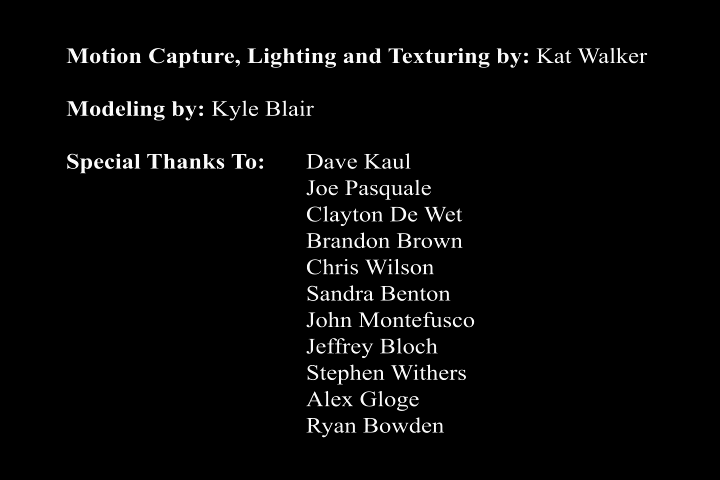 Motion Capture, Lighting and Texturing by: Kat Walker
Modeling by: Kyle Blair
Special Thanks To: Dave Kaul
Joe Pasquale
Clayton De Wet
Brandon Brown
Chris Wilson
Sandra Benton
John Montefusco
Jeffrey Bloch
Stephen Withers
Alex Gloge
Ryan Bowden